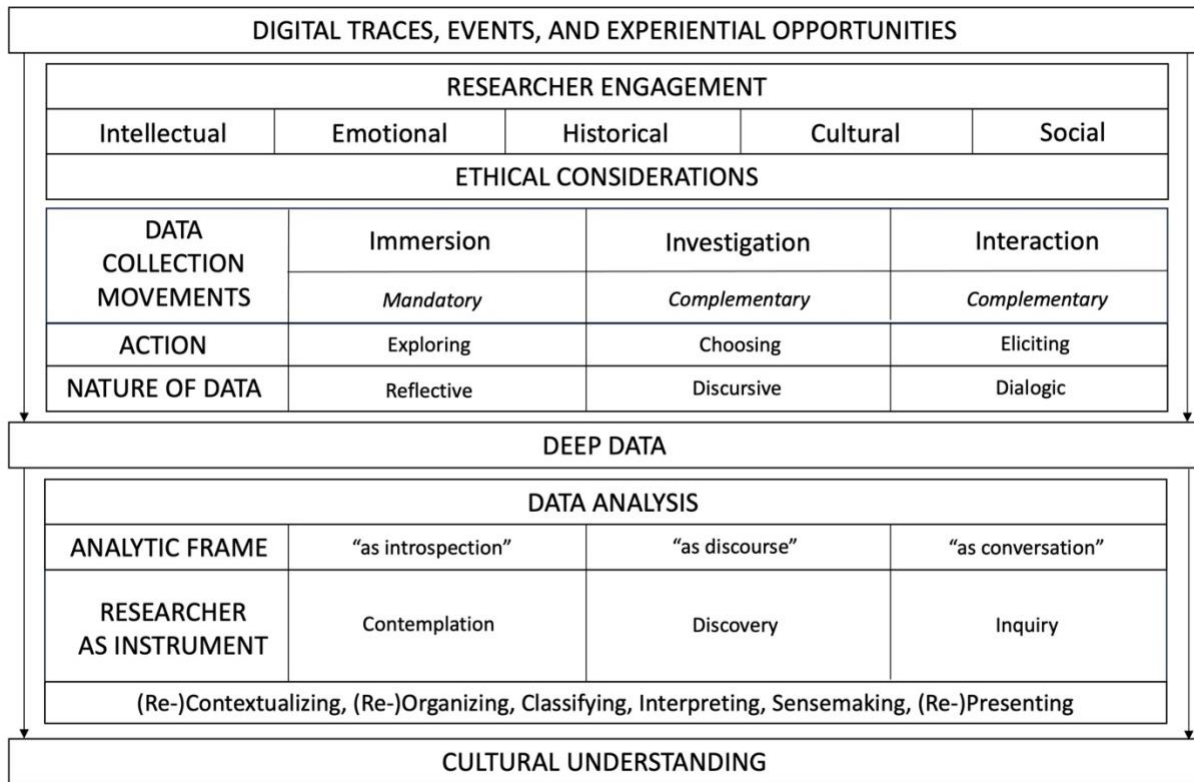 DIGITAL TRACES, EVENTS, AND EXPERIENTIAL OPPORTUNITIES
RESEARCHER ENGAGEMENT
Intellectual Emotional Historical Cultural Social
ETHICAL CONSIDERATIONS
DATA
COLLECTION
MOVEMENTS
Immersion Investigation Interaction
Mandatory Complementary Complementary
ACTION Exploring Choosing Eliciting
NATURE OF DATA Reflective Discursive Dialogic
DEEP DATA
DATA ANALYSIS
ANALYTIC FRAME “as introspection” “as discourse” “as conversation”
RESEARCHER
AS INSTRUMENT
Contemplation Discovery Inquiry
(Re-)Contextualizing, (Re-)Organizing, Classifying, Interpreting, Sensemaking, (Re-)Presenting
CULTURAL UNDERSTANDING